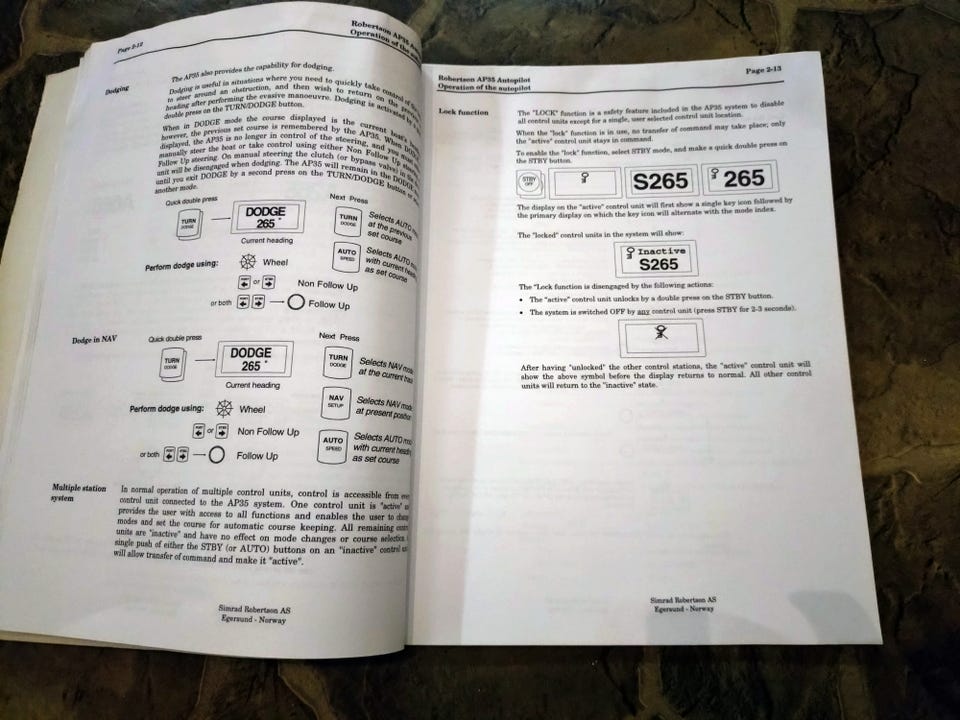 Page 2-12
Robertson AP35
Operation of the
Dodging
The AP35 also provides the capability for dodging.
Dodging is useful in situations where you need to quickly take control
to steer around an obstruction, and then wish to return on the
heading after performing the evasive manoeuvre. Dodging is activated by
double press on the TURN/DODGE button.
When in DODGE mode the course displayed is the current
however, the previous set course is remembered by the AP35. When
displayed, the AP35 is no longer in control of the steering, and you
manually steer the boat or take control using either Non Follow Up
Follow Up steering. On manual steering the clutch (or bypass valve) in the
unit will be disengaged when dodging. The AP35 will remain in the DODGE
until you exit DODGE by a second press on the TURN/DODGE button or
another mode.
Quick double press
Next Press
TURN
DODGE
DODGE
265°
Current heading
TURN
DODGE
Selects AUTO
at the previous
set course
AUTO
SPEED
Selects AUTO
with current
as set course
Perform dodge using:
Wheel
or
Non Follow Up
or both
Follow Up
Dodge in NAV
Quick double press
Next Press
TURN
DODGE
DODGE
265°
Current heading
TURN
DODGE
Selects NAV
at the current
NAV
SETUP
Selects NAV
at present
AUTO
SPEED
Selects AUTO
with current
as set course
Perform dodge using:
Wheel
or
Non Follow Up
or both
Follow Up
Multiple station
system
In normal operation of multiple control units, control is accessible from
control unit connected to the AP35 system. One control unit is "active"
provides the user with access to all functions and enables the user to
modes and set the course for automatic course keeping. All remaining
units are "inactive" and have no effect on mode changes or course selection.
single push of either the STBY (or AUTO) buttons on an "inactive" control
will allow transfer of command and make it "active".
Simrad Robertson AS
Egersund - Norway
Robertson AP35 Autopilot
Operation of the autopilot
Page 2-13
Lock function
The "LOCK" function is a safety feature included in the AP35 system to disable
all control units except for a single, user selected control unit location.
When the "lock" function is in use, no transfer of command may take place; only
the "active" control unit stays in command.
To enable the "lock" function, select STBY mode, and make a quick double press on
the STBY button.
STBY
OFF
S265
265
The display on the "active" control unit will first show a single key icon followed by
the primary display on which the key icon will alternate with the mode index.
The "locked" control units in the system will show:
Inactive
S265
The "Lock function is disengaged by the following actions:
• The "active" control unit unlocks by a double press on the STBY button.
• The system is switched OFF by any control unit (press STBY for 2-3 seconds).
After having "unlocked" the other control stations, the "active" control unit will
show the above symbol before the display returns to normal. All other control
units will return to the "inactive" state.
Simrad Robertson AS
Egersund - Norway